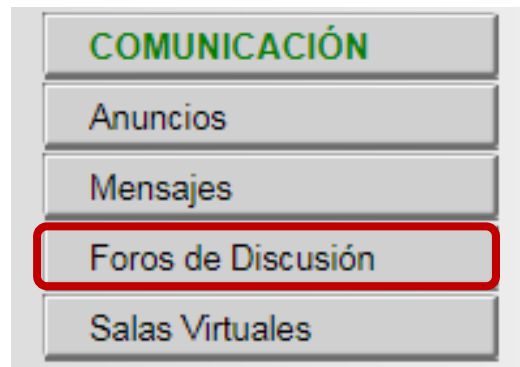 COMUNICACIÓN
Anuncios
Mensajes
Foros de Discusión
Salas Virtuales